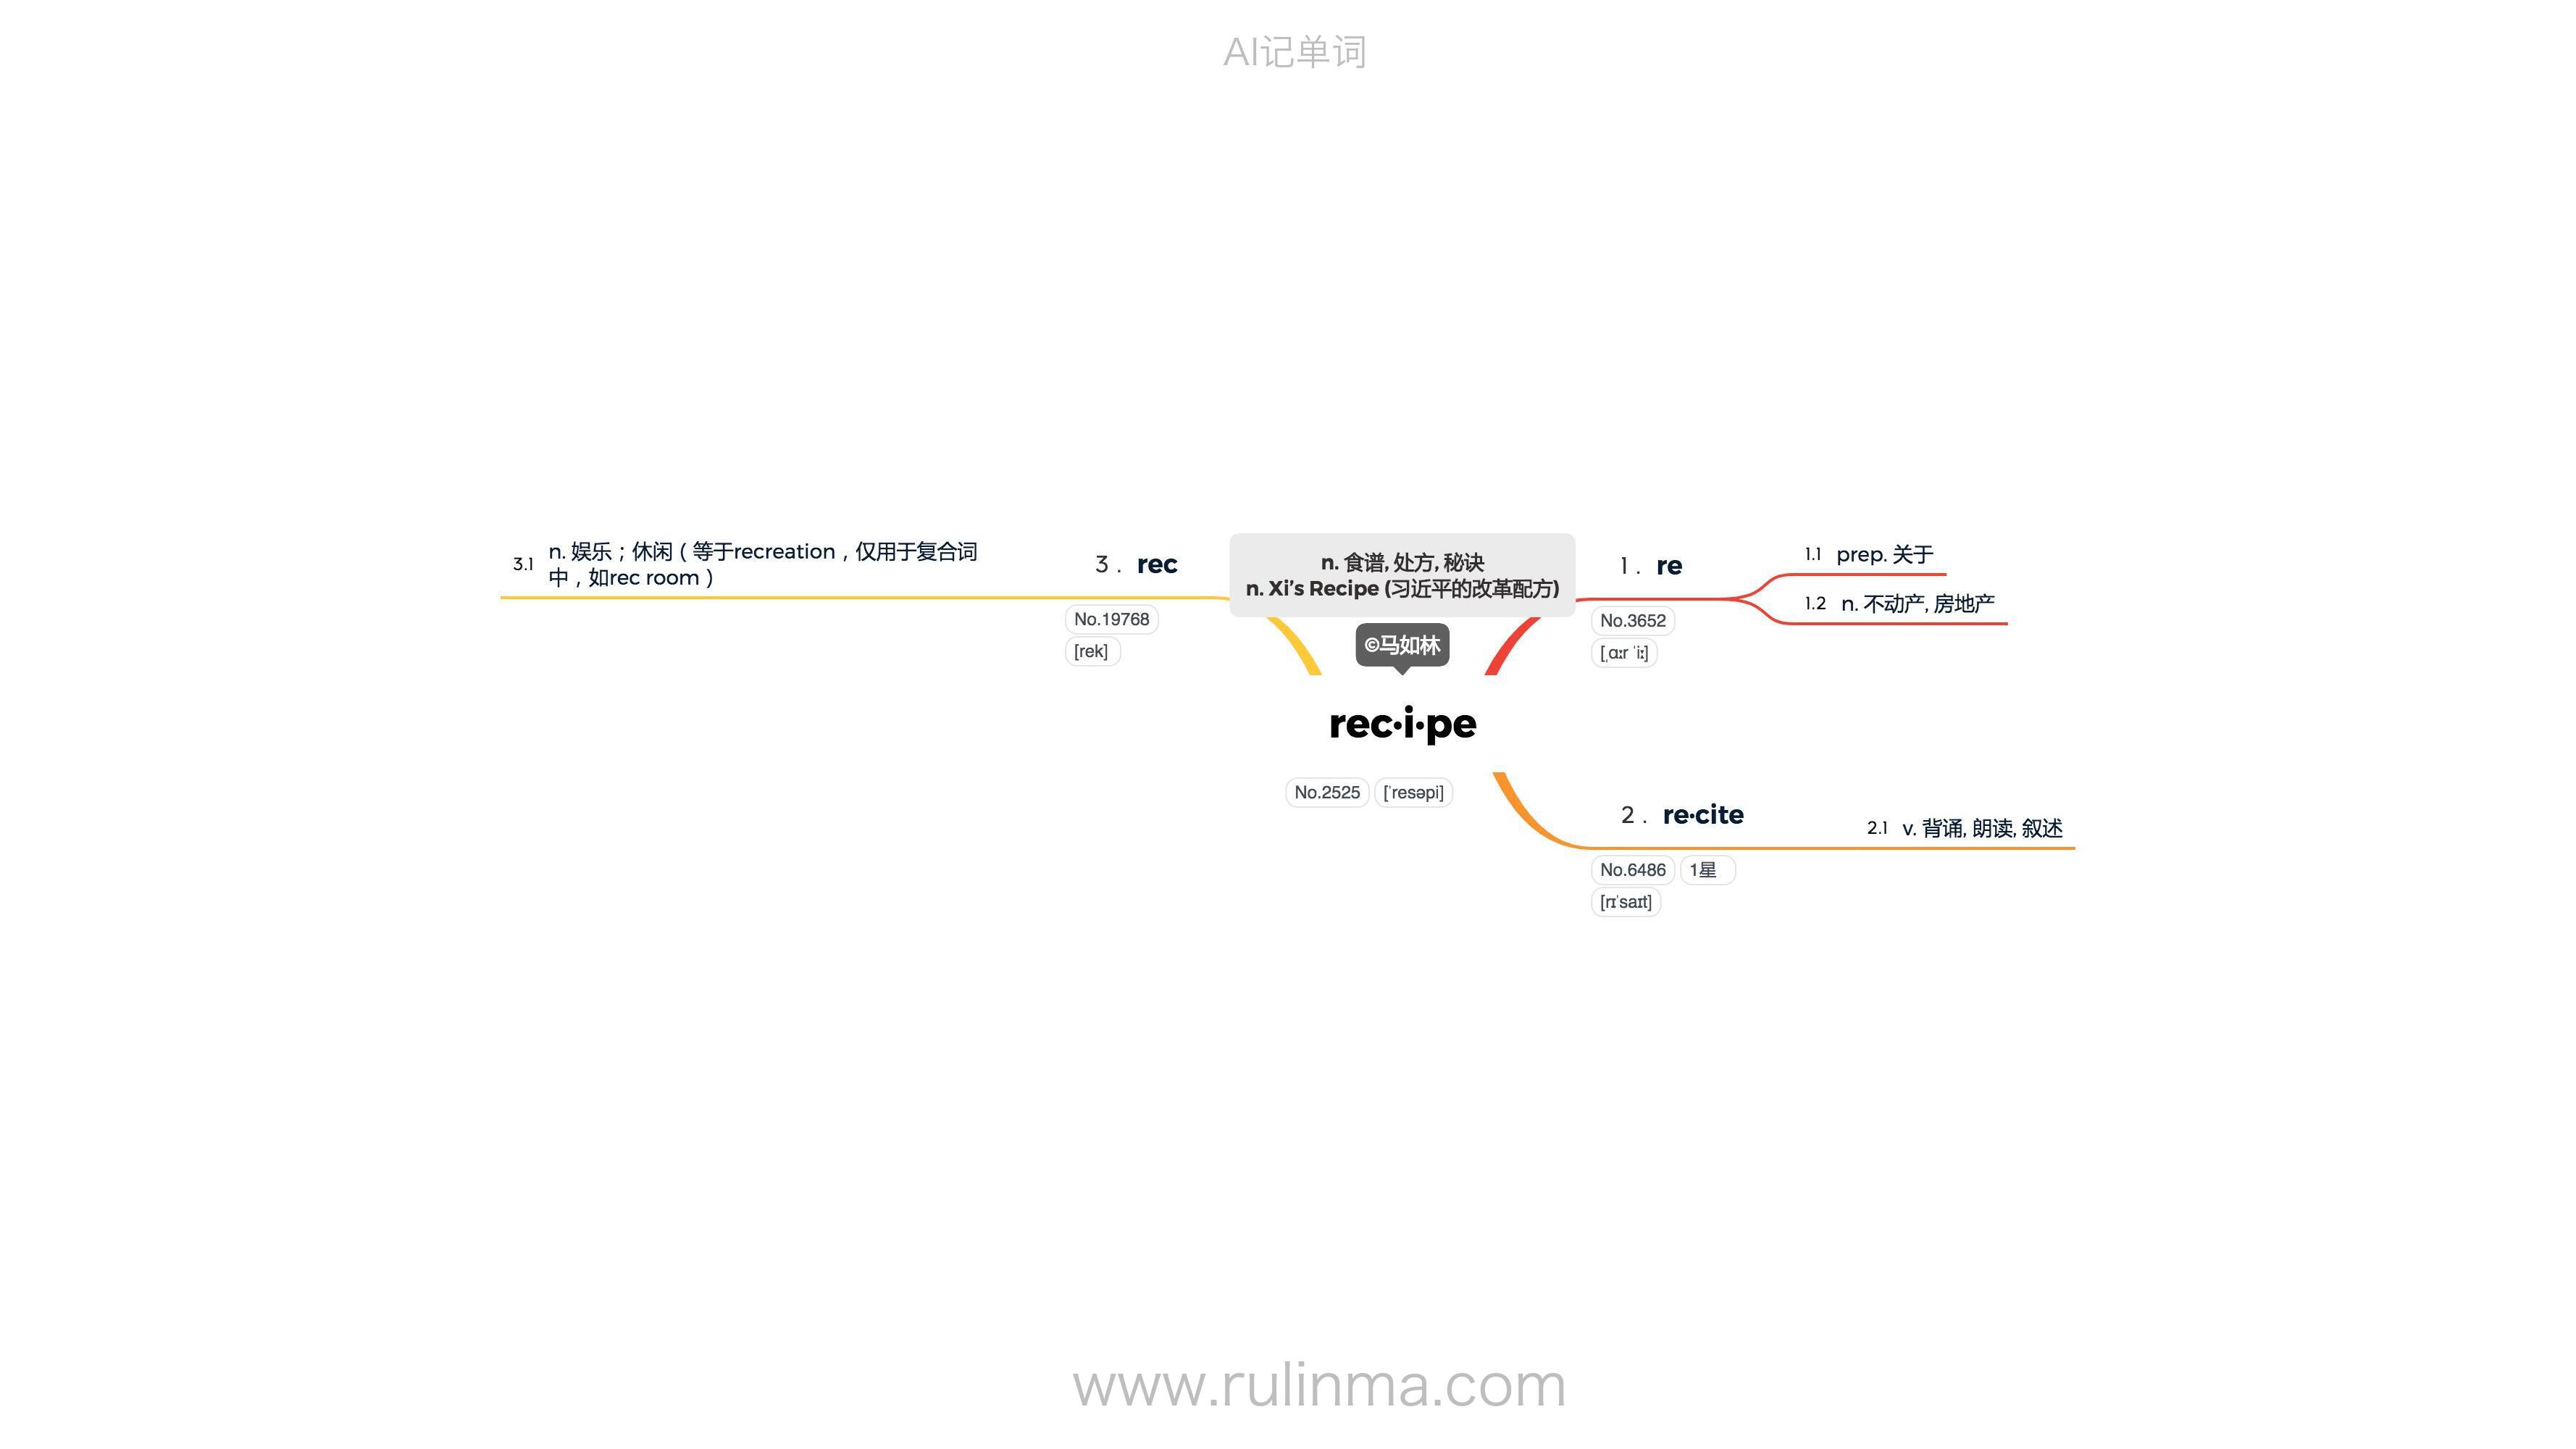 AI记单词
n. 食谱, 处方, 秘诀
n. Xi’s Recipe (习近平的改革配方)
©马如林
rec·i·pe
No.2525 [ˈresəpi]
1. re
No.3652
[ˌɑːr ˈiː]
1.1 prep. 关于
1.2 n. 不动产, 房地产
2. re·cite
No.6486 1星
[rɪˈsaɪt]
2.1 v. 背诵, 朗读, 叙述
3. rec
No.19768
[rek]
3.1 n. 娱乐；休闲（等于recreation，仅用于复合词
中，如rec room）
www.rulinma.com